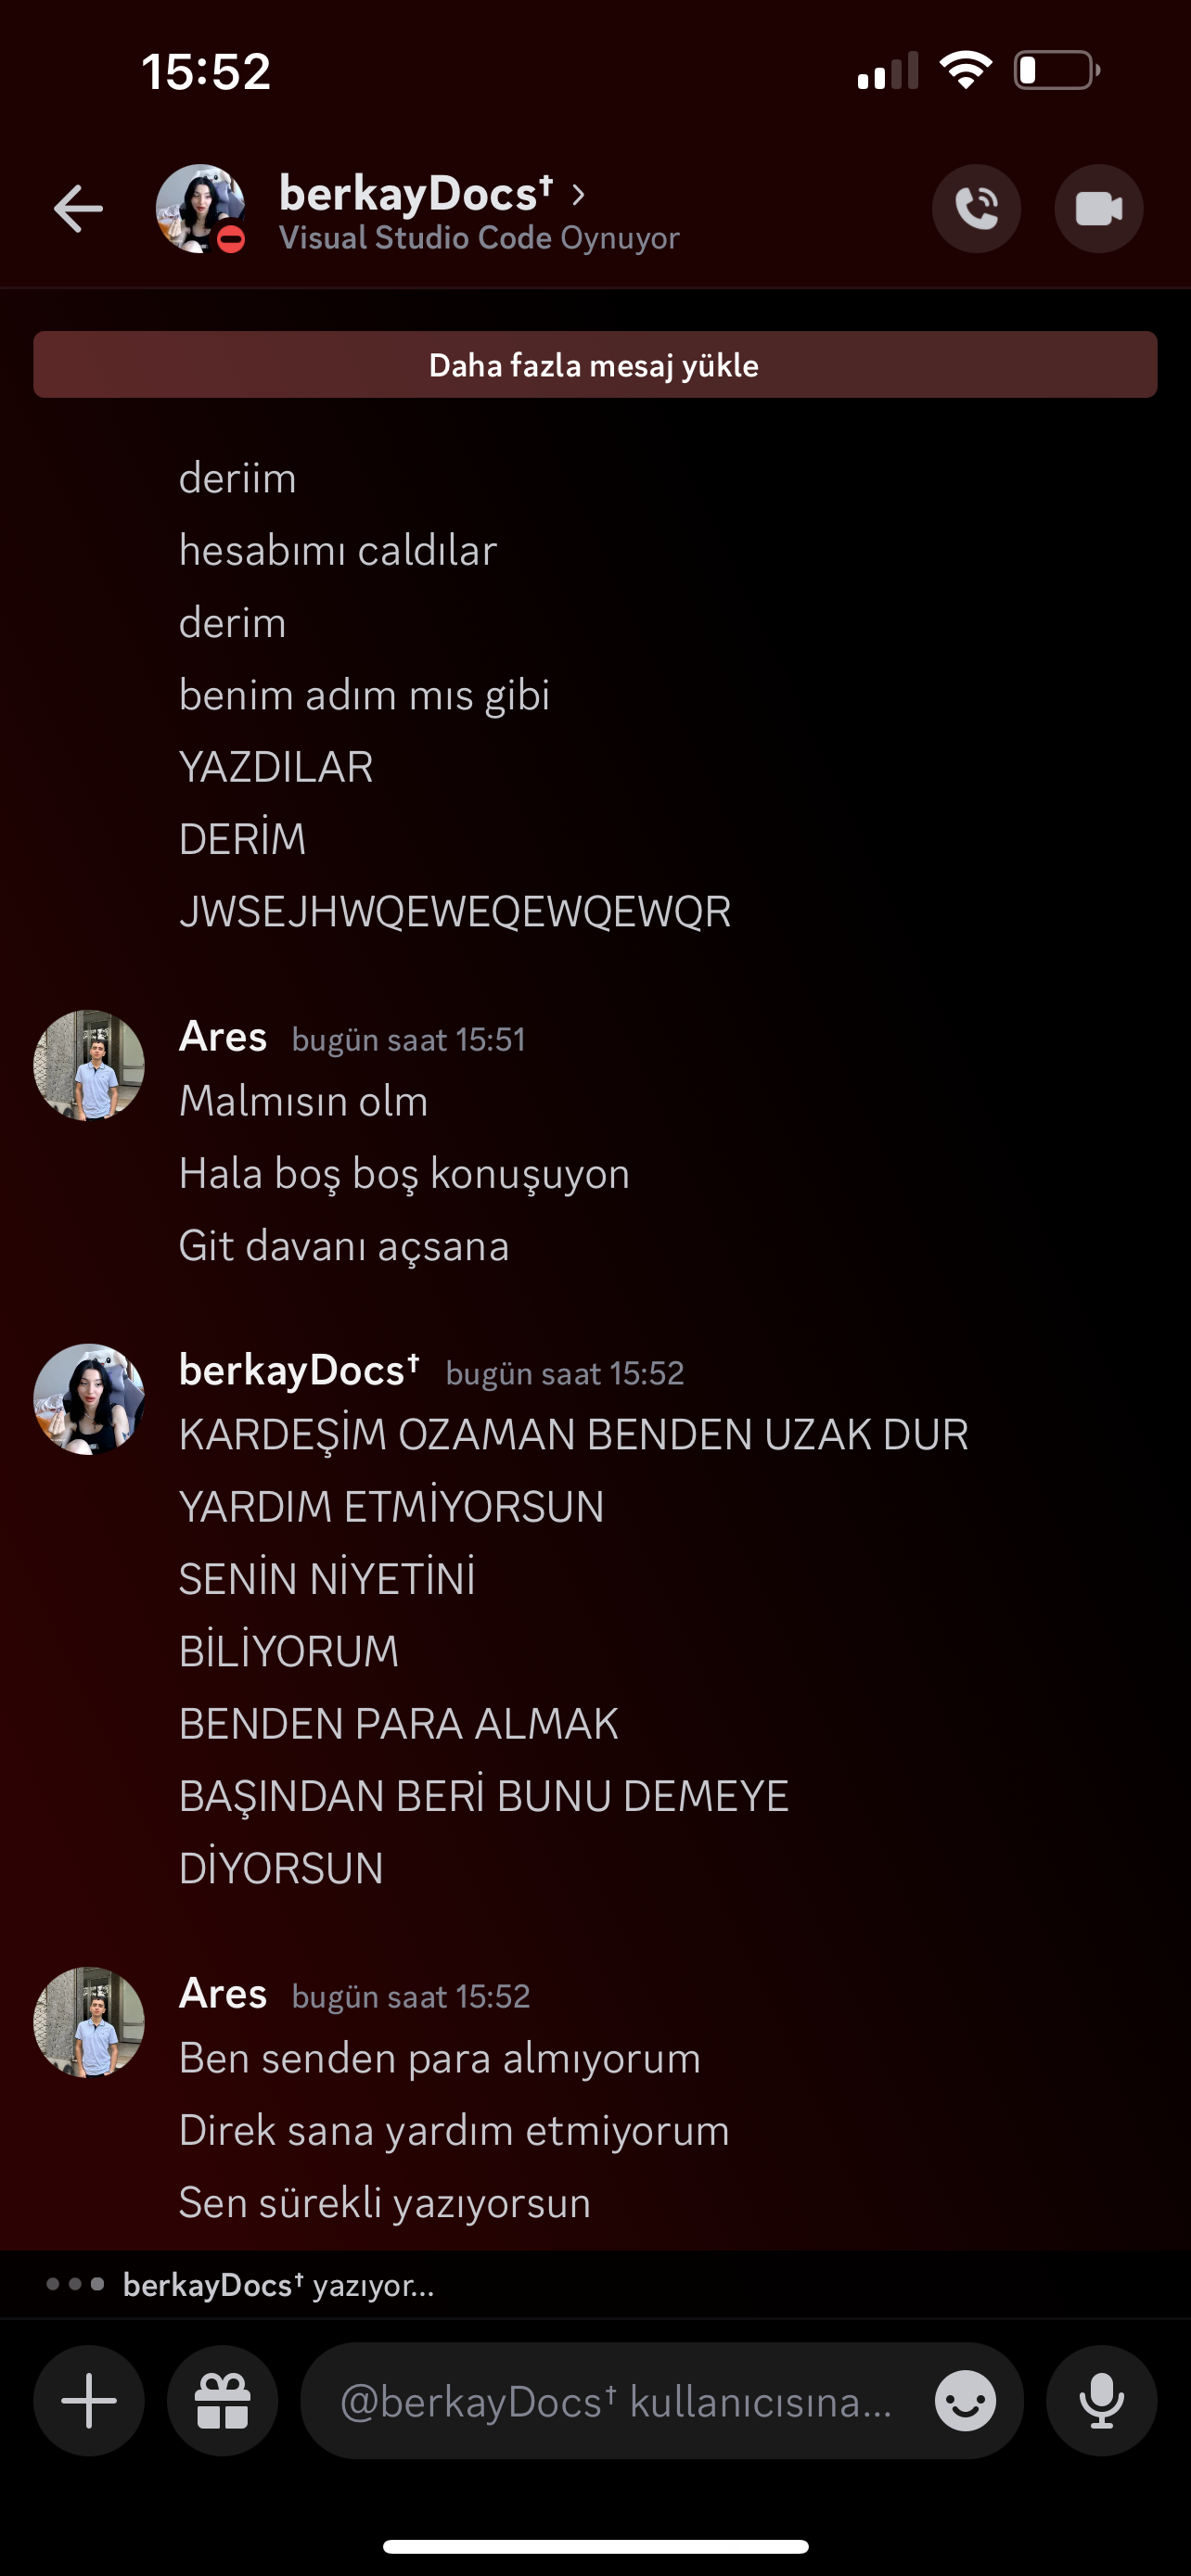 15:52
berkayDocs† ›
Visual Studio Code Oynuyor
Daha fazla mesaj yükle
deriim
hesabımı caldılar
derim
benim adım mıs gibi
YAZDILAR
DERİM
JWSEJHWQEWEQEWQEWQR
Ares bugün saat 15:51
Malmısın olm
Hala boş boş konuşuyon
Git davanı açsana
berkayDocs† bugün saat 15:52
KARDEŞİM OZAMAN BENDEN UZAK DUR
YARDIM ETMİYORSUN
SENİN NİYETİNİ
BİLİYORUM
BENDEN PARA ALMAK
BAŞINDAN BERİ BUNU DEMEYE
DİYORSUN
Ares bugün saat 15:52
Ben senden para almıyorum
Direk sana yardım etmiyorum
Sen sürekli yazıyorsun
berkayDocs† yazıyor...
@berkayDocs† kullanıcısına...